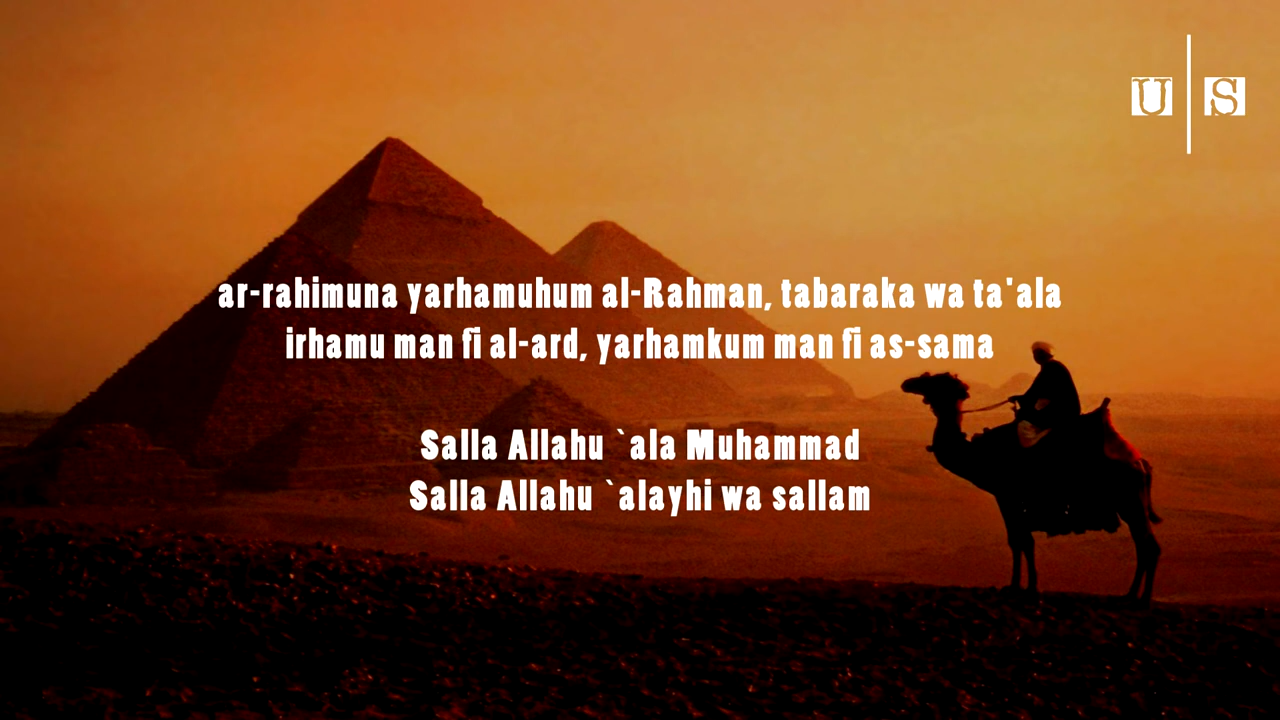 U S
ar-rahimuna yarhamuhum al-Rahman, tabaraka wa ta'ala
irhamu man fi al-ard, yarhamkum man fi as-sama
Salla Allahu `ala Muhammad
Salla Allahu `alayhi wa sallam